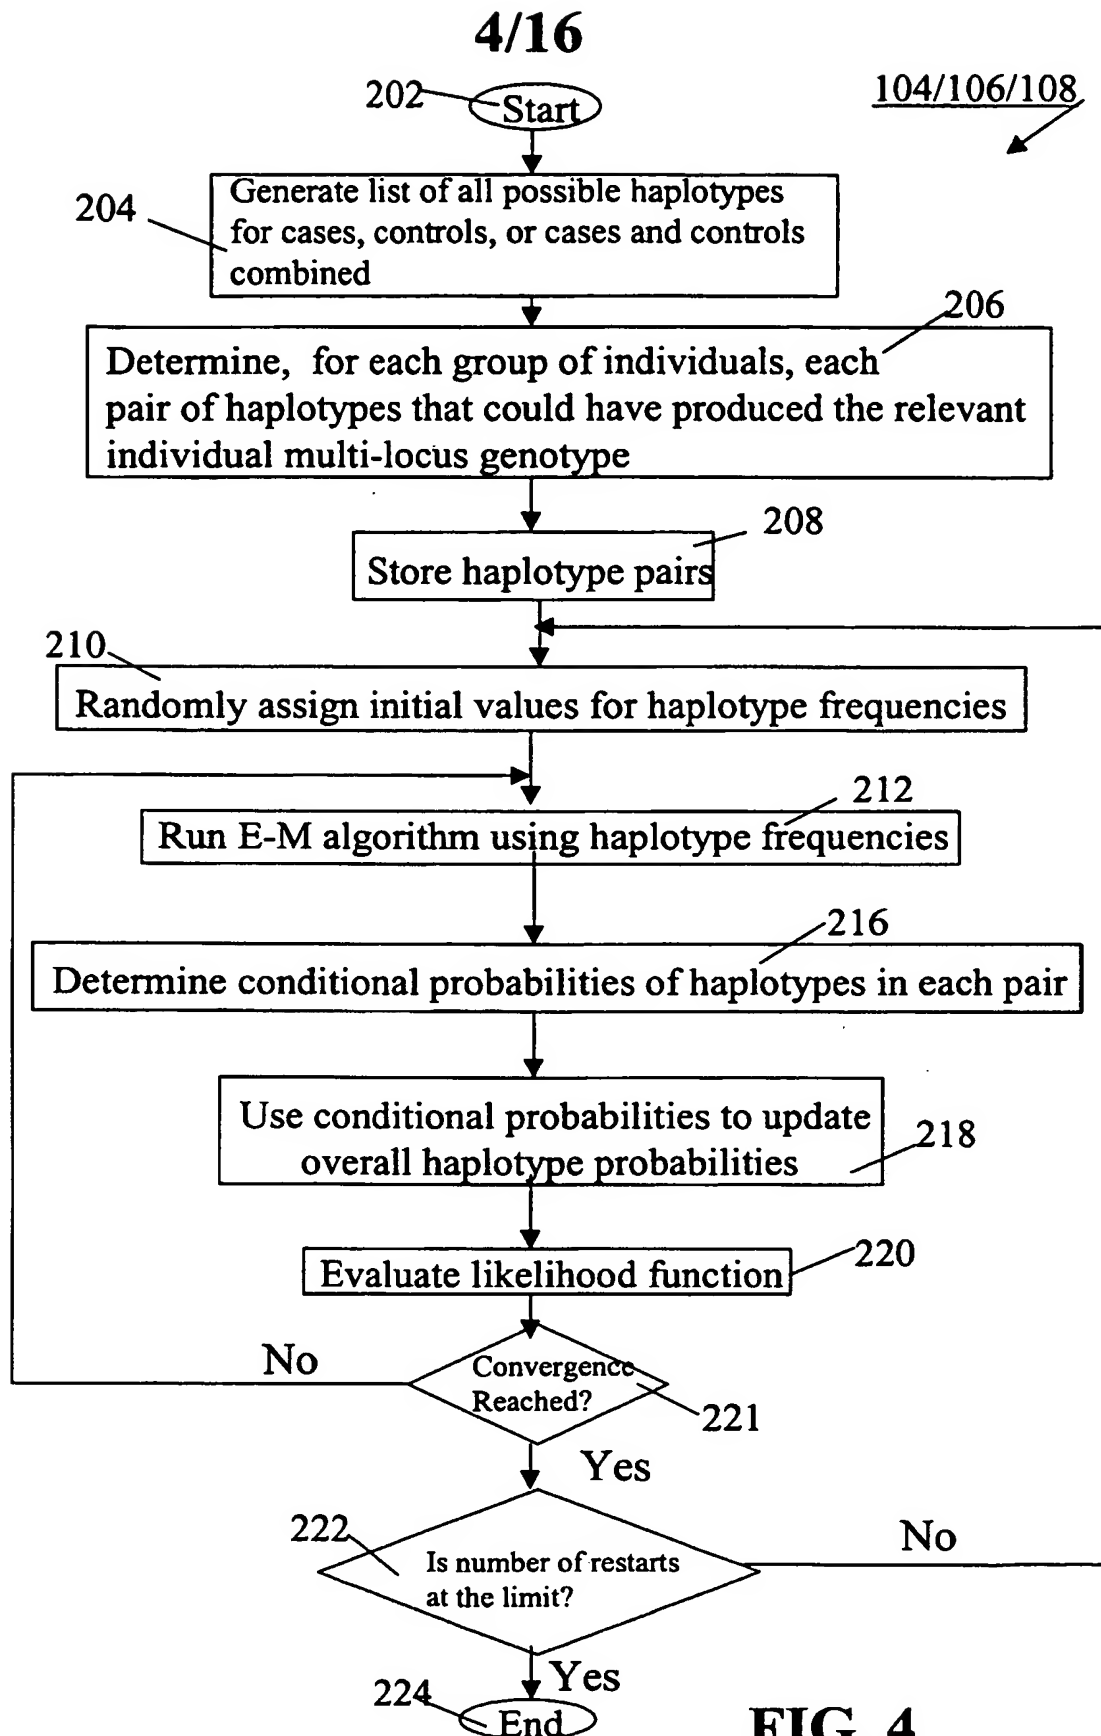 4/16
202
Start
104/106/108
204
Generate list of all possible haplotypes
for cases, controls, or cases and controls
combined
206
Determine, for each group of individuals, each
pair of haplotypes that could have produced the relevant
individual multi-locus genotype
208
Store haplotype pairs
210
Randomly assign initial values for haplotype frequencies
212
Run E-M algorithm using haplotype frequencies
216
Determine conditional probabilities of haplotypes in each pair
Use conditional probabilities to update
overall haplotype probabilities
218
220
Evaluate likelihood function
No
Convergence
Reached?
221
Yes
222
Is number of restarts
at the limit?
No
Yes
224
End
FIG. 4